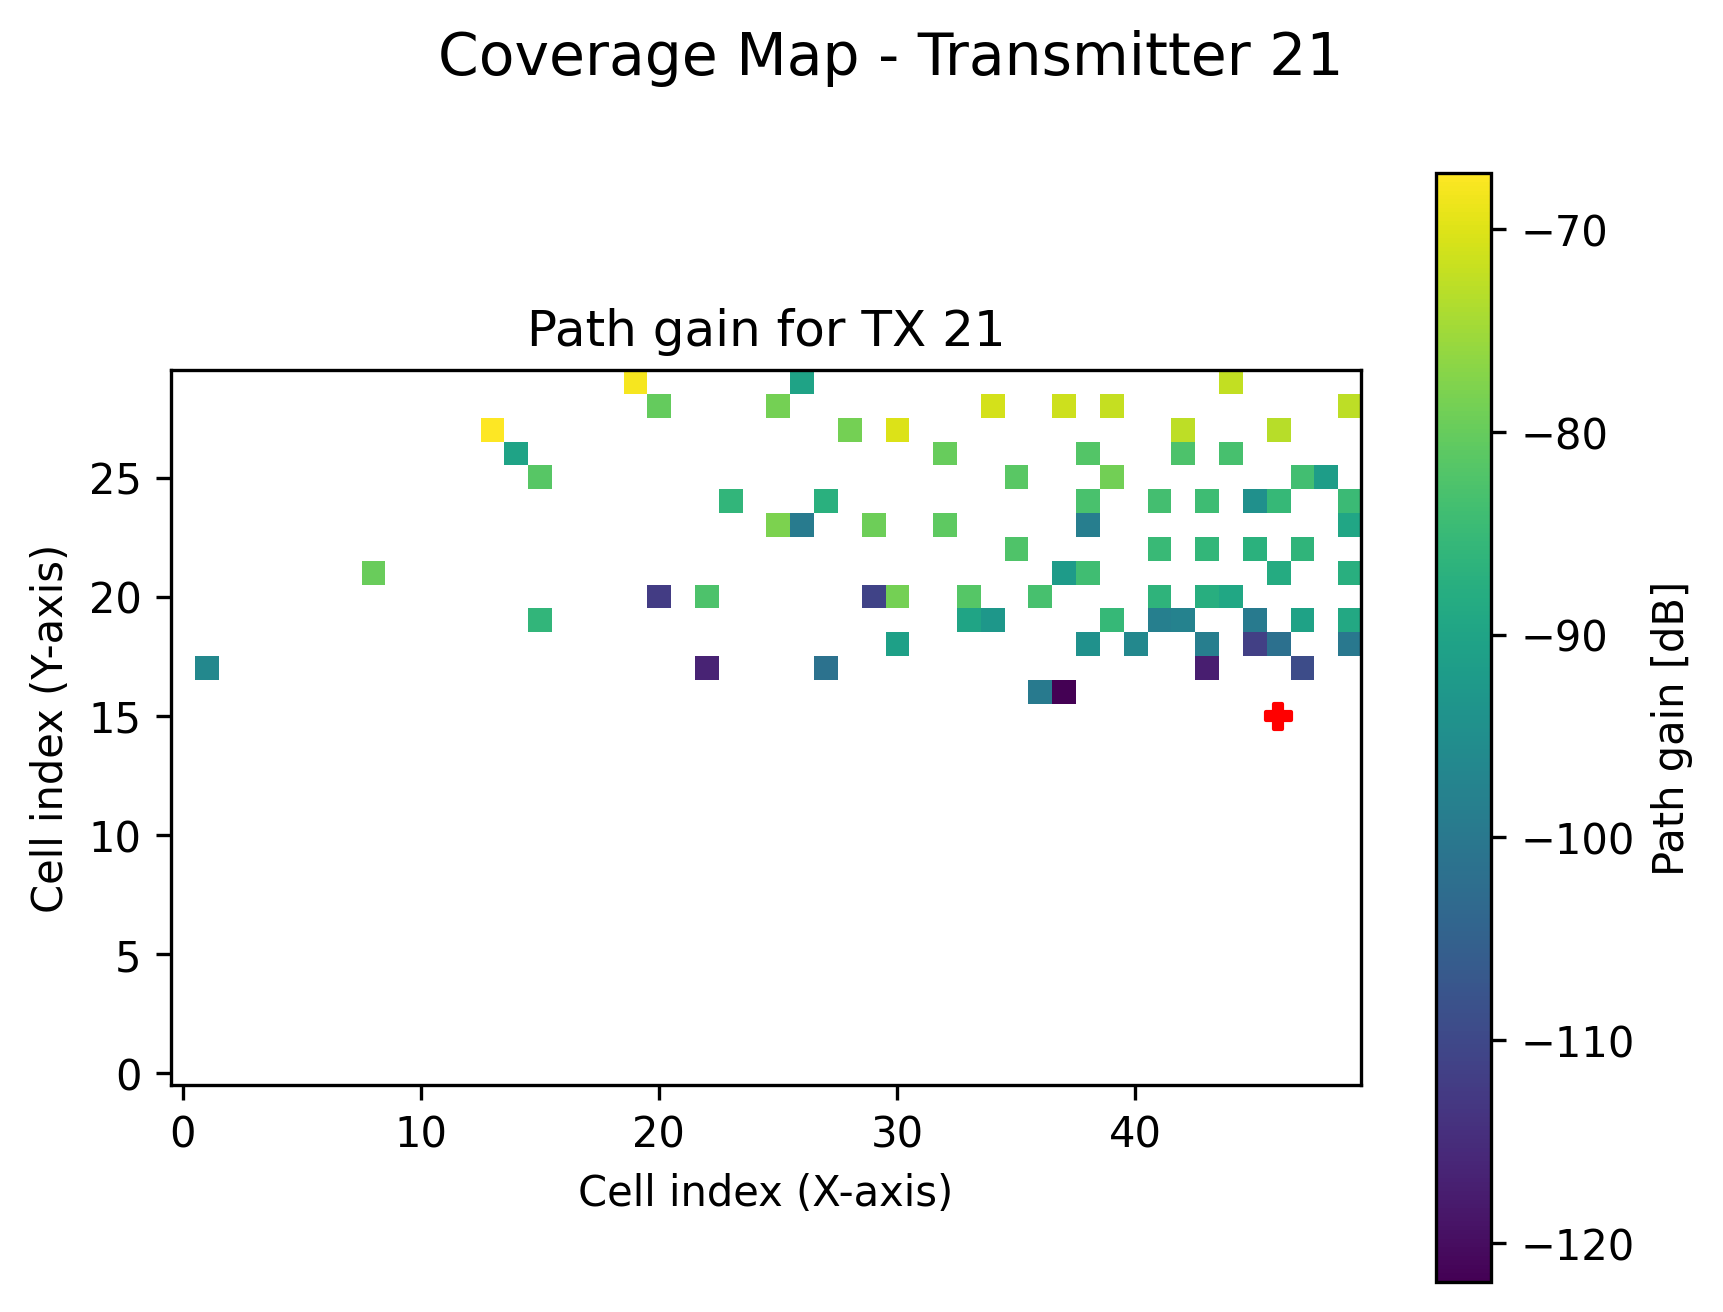 Coverage Map - Transmitter 21
Path gain for TX 21
Cell index (Y-axis)
25
20
15
10
5
0
0 10 20 30 40
Cell index (X-axis)
−70
−80
−90
−100
−110
−120
Path gain [dB]